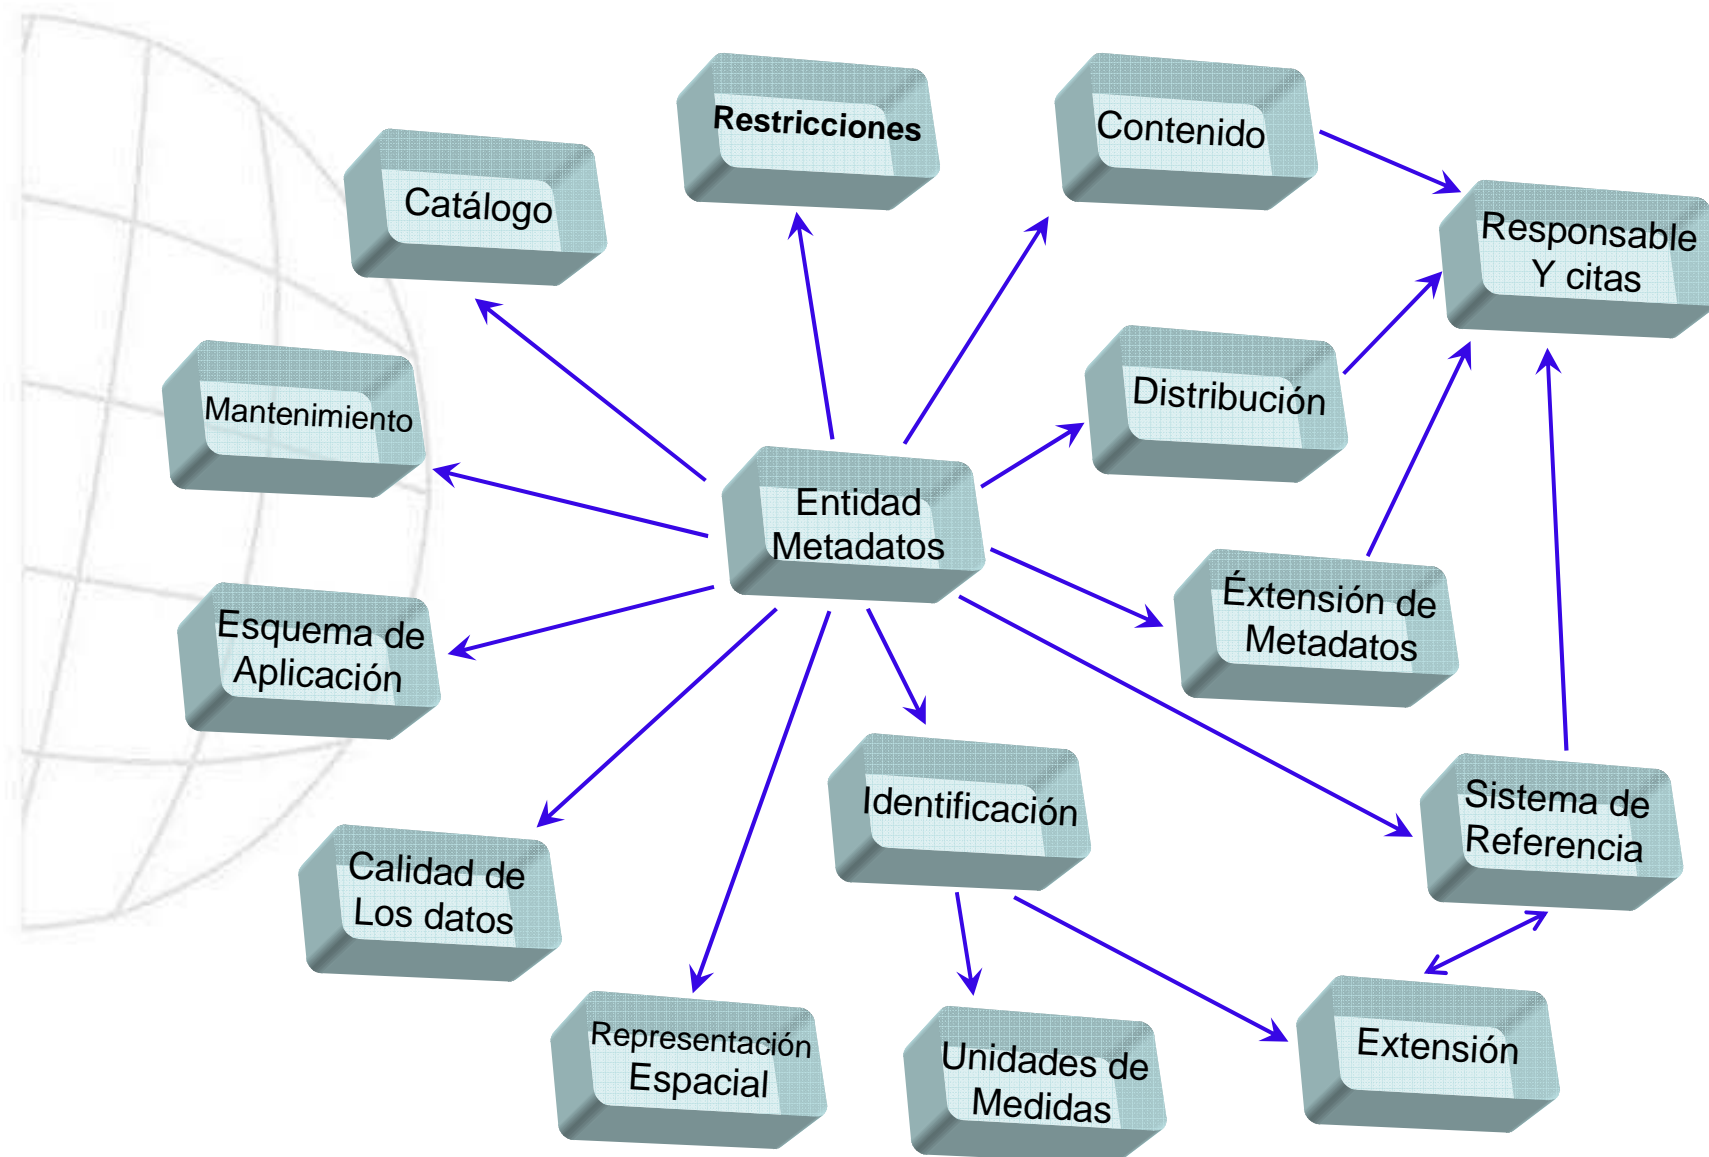 Restricciones
Contenido
Catálogo
Responsable
Y citas
Distribución
Mantenimiento
Entidad
Metadatos
Éxtensión de
Metadatos
Esquema de
Aplicación
Identificación
Sistema de
Referencia
Calidad de
Los datos
Representación
Espacial
Unidades de
Medidas
Extensión